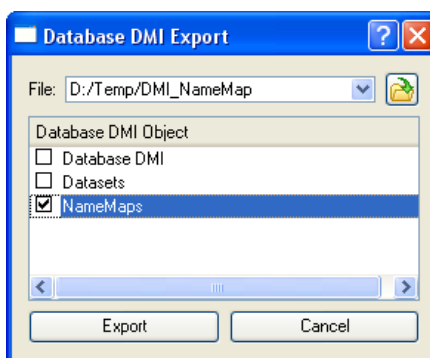 Database DMI Export
File: D:/Temp/DMI_NameMap
Database DMI Object
Database DMI
Datasets
NameMaps
Export Cancel